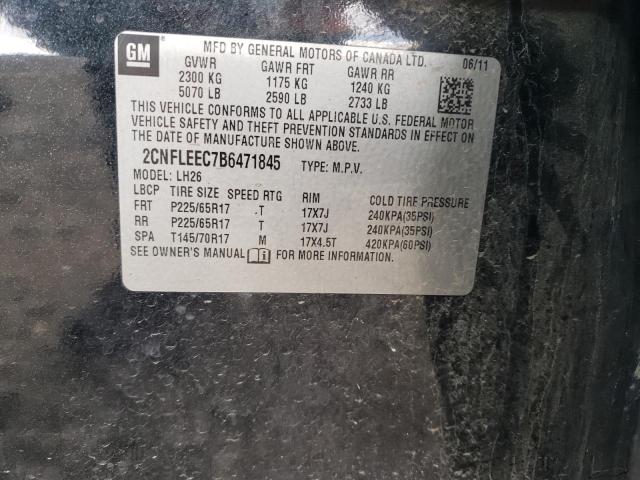 GM
MFD BY GENERAL MOTORS OF CANADA LTD. 06/11
GVWR GAWR FRT GAWR RR
2300 KG 1175 KG 1240 KG
5070 LB 2590 LB 2733 LB
THIS VEHICLE CONFORMS TO ALL APPLICABLE U.S. FEDERAL MOTOR
VEHICLE SAFETY AND THEFT PREVENTION STANDARDS IN EFFECT ON
THE DATE OF MANUFACTURE SHOWN ABOVE.
2CNFLEEC7B6471845 TYPE: M.P.V.
MODEL: LH26
LBCP TIRE SIZE SPEED RTG RIM COLD TIRE PRESSURE
FRT P225/65R17 T 17X7J 240KPA(35PSI)
RR P225/65R17 T 17X7J 240KPA(35PSI)
SPA T145/70R17 M 17X4.5T 420KPA(60PSI)
SEE OWNER'S MANUAL FOR MORE INFORMATION.